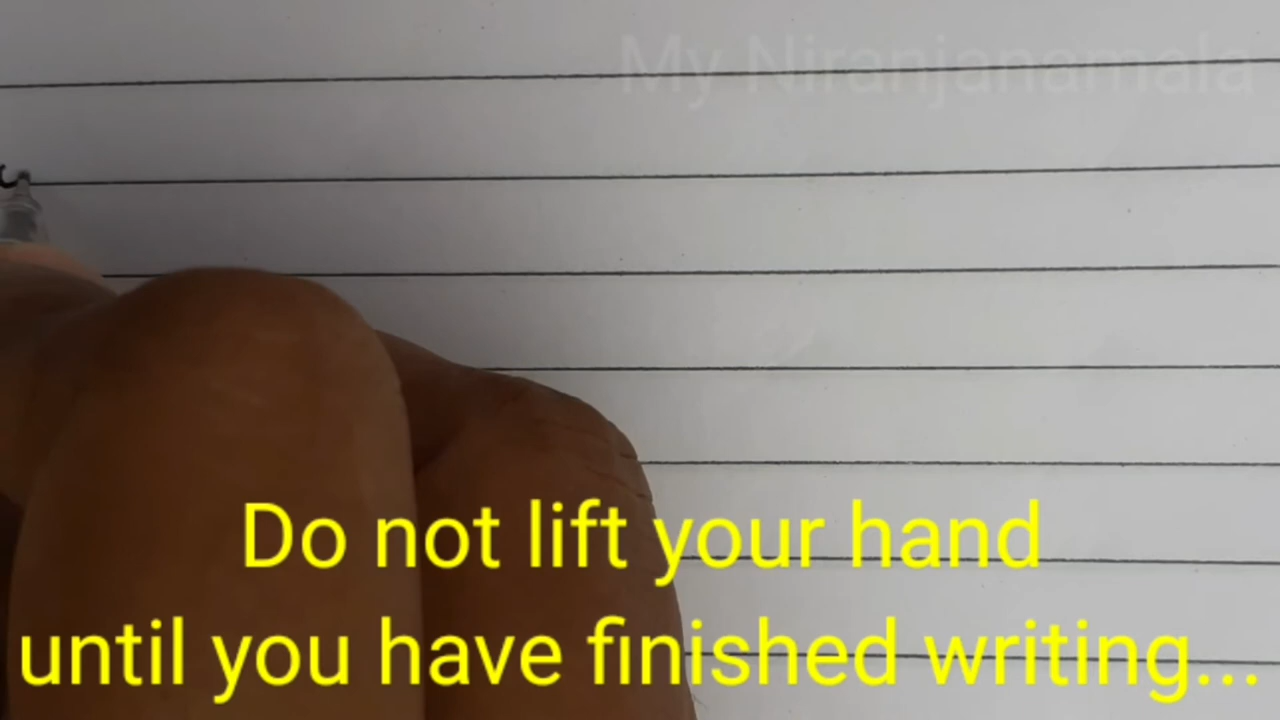 My Niranjanamala
Do not lift your hand
until you have finished writing...